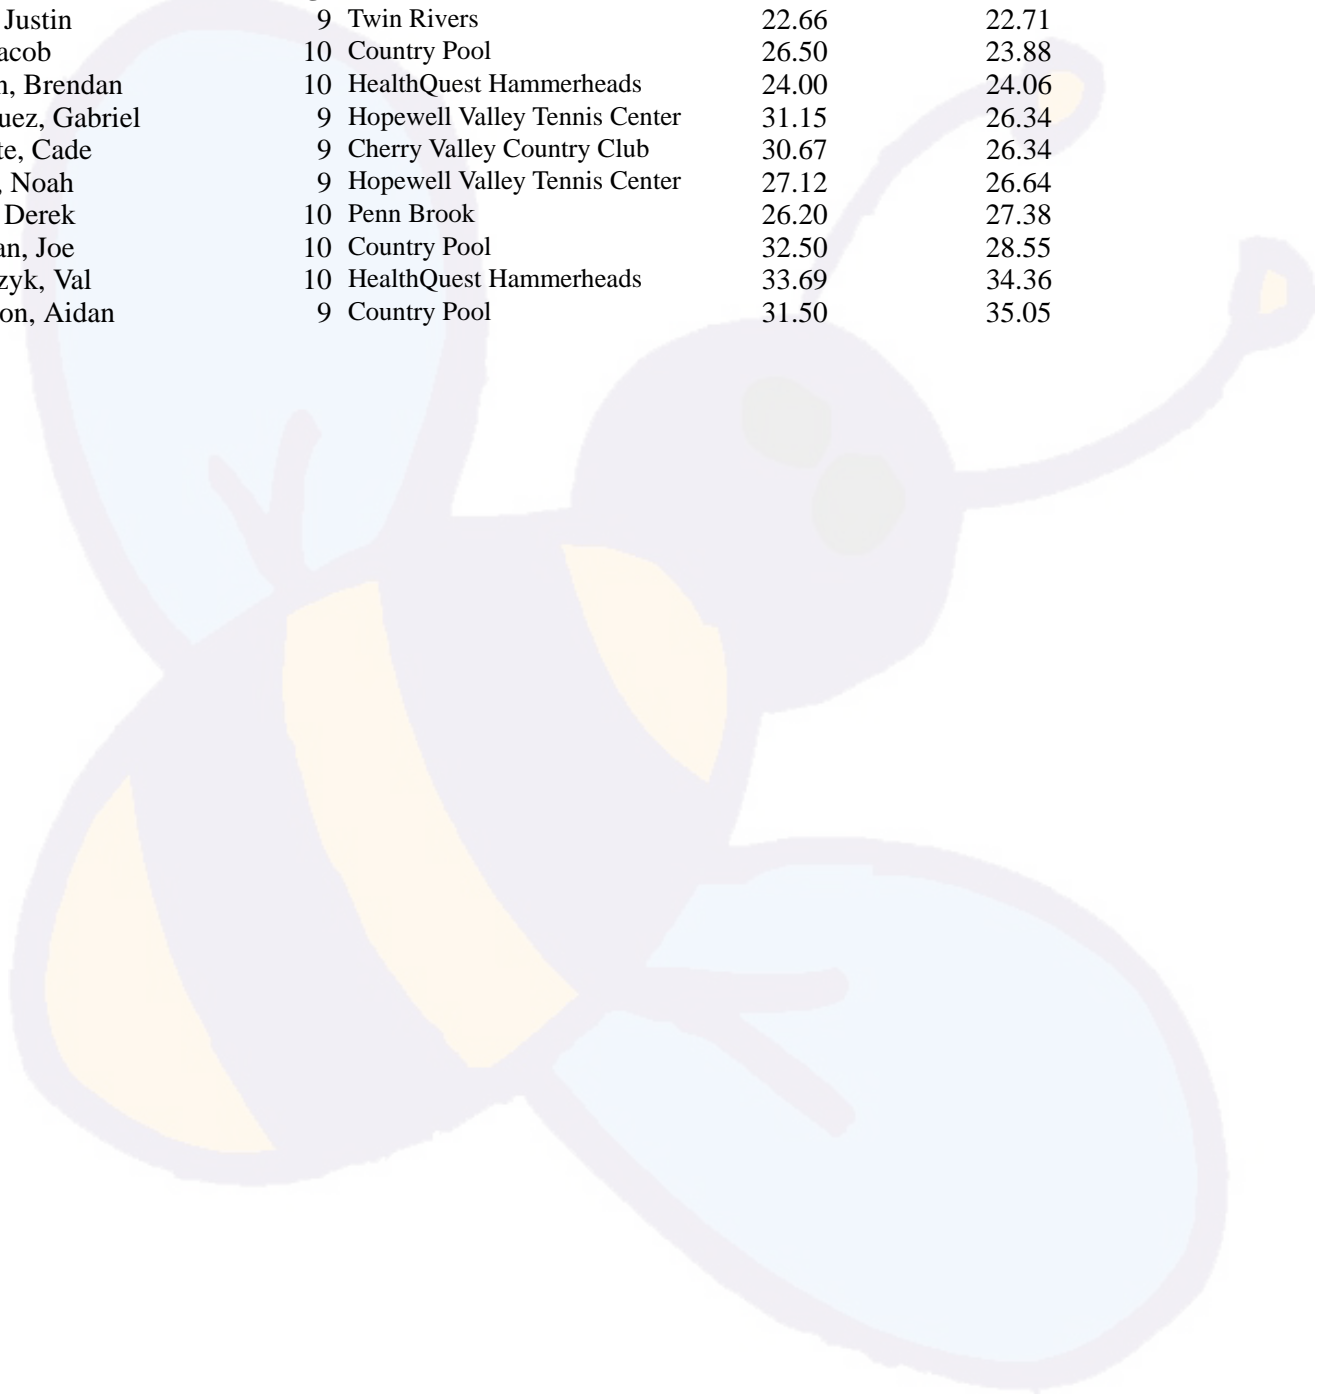 Justin 9 Twin Rivers 22.66 22.71
acob 10 Country Pool 26.50 23.88
n, Brendan 10 HealthQuest Hammerheads 24.00 24.06
uez, Gabriel 9 Hopewell Valley Tennis Center 31.15 26.34
te, Cade 9 Cherry Valley Country Club 30.67 26.34
, Noah 9 Hopewell Valley Tennis Center 27.12 26.64
Derek 10 Penn Brook 26.20 27.38
an, Joe 10 Country Pool 32.50 28.55
zyk, Val 10 HealthQuest Hammerheads 33.69 34.36
on, Aidan 9 Country Pool 31.50 35.05